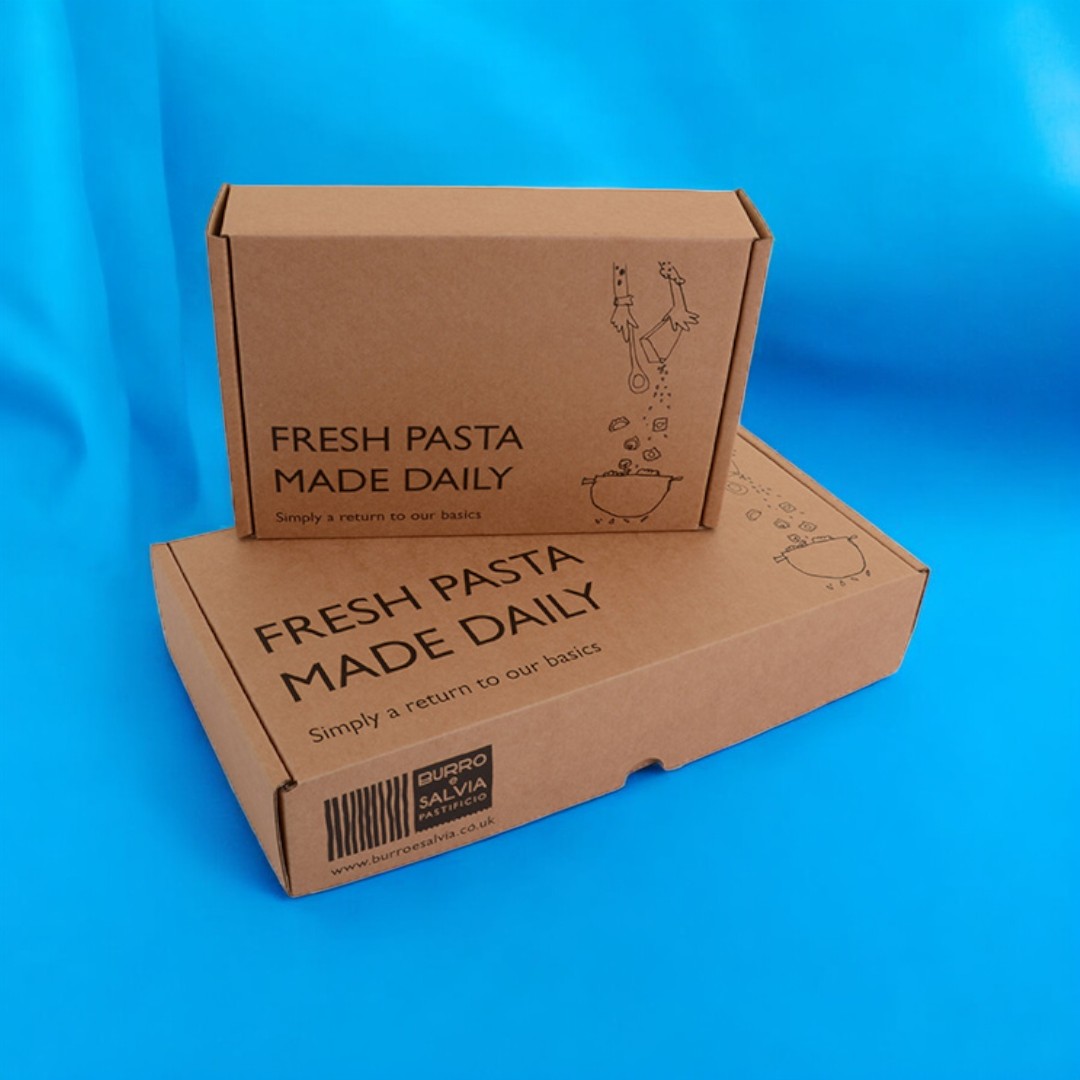 FRESH PASTA
MADE DAILY
Simply a return to our basics
FRESH PASTA
MADE DAILY
Simply a return to our basics
BURRO
e
SALVIA
PASTIFICIO
www.burroesalvia.co.uk